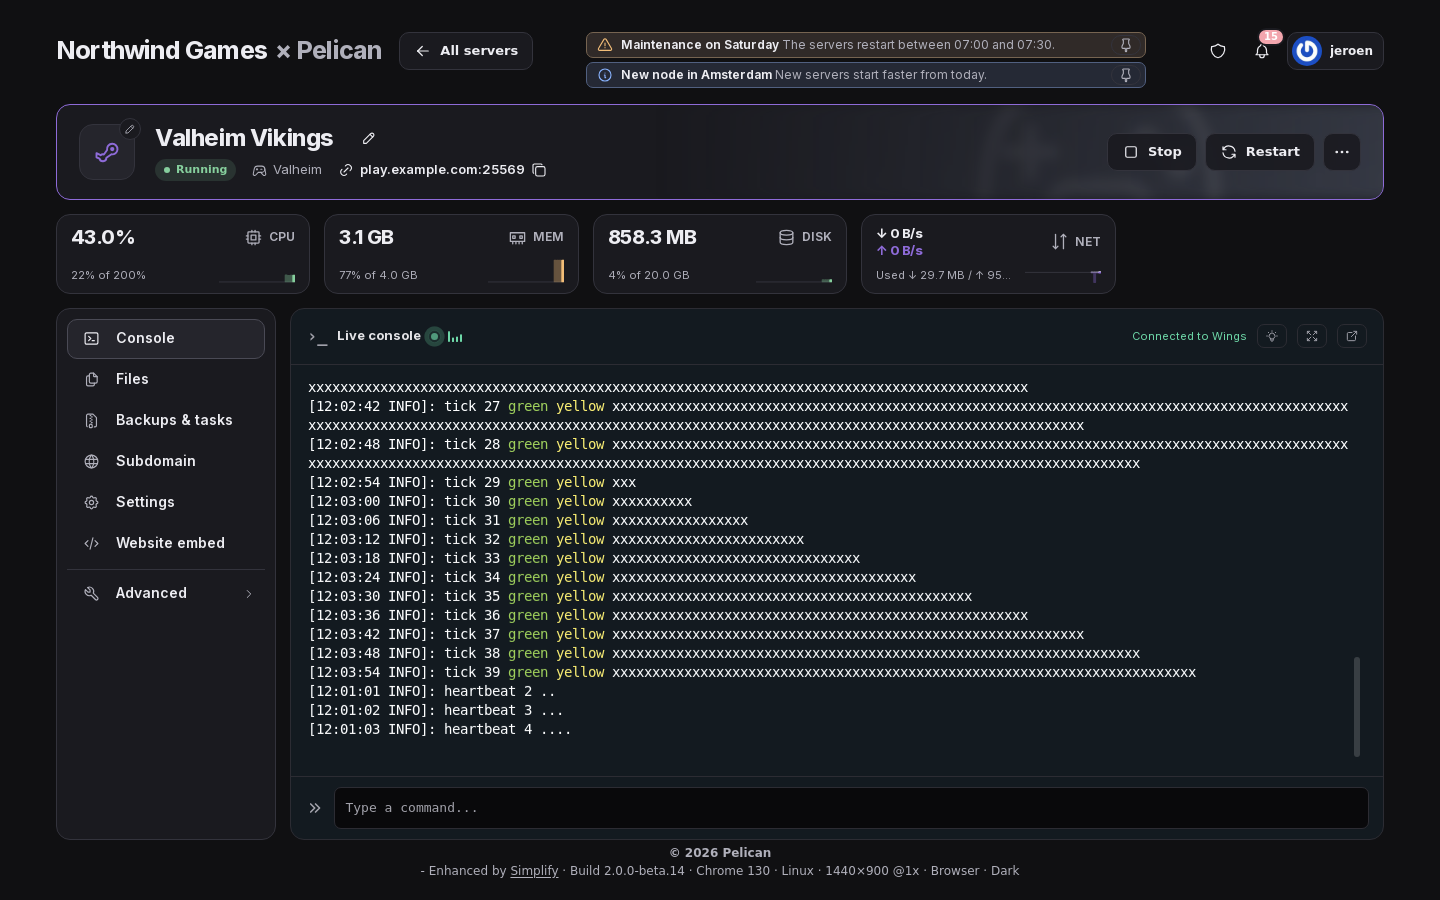 Northwind Games × Pelican
All servers
Maintenance on Saturday The servers restart between 07:00 and 07:30.
New node in Amsterdam New servers start faster from today.
15
jeroen
Valheim Vikings
Running
Valheim
play.example.com:25569
Stop
Restart
43.0%
CPU
22% of 200%
3.1 GB
MEM
77% of 4.0 GB
858.3 MB
DISK
4% of 20.0 GB
↓ 0 B/s
↑ 0 B/s
NET
Used ↓ 29.7 MB / ↑ 95...
Console
Files
Backups & tasks
Subdomain
Settings
Website embed
Advanced
Live console
Connected to Wings
xxxxxxxxxxxxxxxxxxxxxxxxxxxxxxxxxxxxxxxxxxxxxxxxxxxxxxxxxxxxxxxxxxxxxxxxxxxxxxxxxxxxxxxxxx
[12:02:42 INFO]: tick 27 green yellow xxxxxxxxxxxxxxxxxxxxxxxxxxxxxxxxxxxxxxxxxxxxxxxxxxxxxxxxxxxxxxxxxxxxxxxxxxxxxxxxxxxxxxxxxxxx
xxxxxxxxxxxxxxxxxxxxxxxxxxxxxxxxxxxxxxxxxxxxxxxxxxxxxxxxxxxxxxxxxxxxxxxxxxxxxxxxxxxxxxxxxxxxxxxxx
[12:02:48 INFO]: tick 28 green yellow xxxxxxxxxxxxxxxxxxxxxxxxxxxxxxxxxxxxxxxxxxxxxxxxxxxxxxxxxxxxxxxxxxxxxxxxxxxxxxxxxxxxxxxxxxxx
xxxxxxxxxxxxxxxxxxxxxxxxxxxxxxxxxxxxxxxxxxxxxxxxxxxxxxxxxxxxxxxxxxxxxxxxxxxxxxxxxxxxxxxxxxxxxxxxxxxxxxxx
[12:02:54 INFO]: tick 29 green yellow xxx
[12:03:00 INFO]: tick 30 green yellow xxxxxxxxxx
[12:03:06 INFO]: tick 31 green yellow xxxxxxxxxxxxxxxxx
[12:03:12 INFO]: tick 32 green yellow xxxxxxxxxxxxxxxxxxxxxxxx
[12:03:18 INFO]: tick 33 green yellow xxxxxxxxxxxxxxxxxxxxxxxxxxxxxxx
[12:03:24 INFO]: tick 34 green yellow xxxxxxxxxxxxxxxxxxxxxxxxxxxxxxxxxxxxxx
[12:03:30 INFO]: tick 35 green yellow xxxxxxxxxxxxxxxxxxxxxxxxxxxxxxxxxxxxxxxxxxxxx
[12:03:36 INFO]: tick 36 green yellow xxxxxxxxxxxxxxxxxxxxxxxxxxxxxxxxxxxxxxxxxxxxxxxxxxxx
[12:03:42 INFO]: tick 37 green yellow xxxxxxxxxxxxxxxxxxxxxxxxxxxxxxxxxxxxxxxxxxxxxxxxxxxxxxxxxxx
[12:03:48 INFO]: tick 38 green yellow xxxxxxxxxxxxxxxxxxxxxxxxxxxxxxxxxxxxxxxxxxxxxxxxxxxxxxxxxxxxxxxxxx
[12:03:54 INFO]: tick 39 green yellow xxxxxxxxxxxxxxxxxxxxxxxxxxxxxxxxxxxxxxxxxxxxxxxxxxxxxxxxxxxxxxxxxxxxxxxxx
[12:01:01 INFO]: heartbeat 2 ..
[12:01:02 INFO]: heartbeat 3 ...
[12:01:03 INFO]: heartbeat 4 ....
Type a command...
© 2026 Pelican
- Enhanced by Simplify · Build 2.0.0-beta.14 · Chrome 130 · Linux · 1440×900 @1x · Browser · Dark